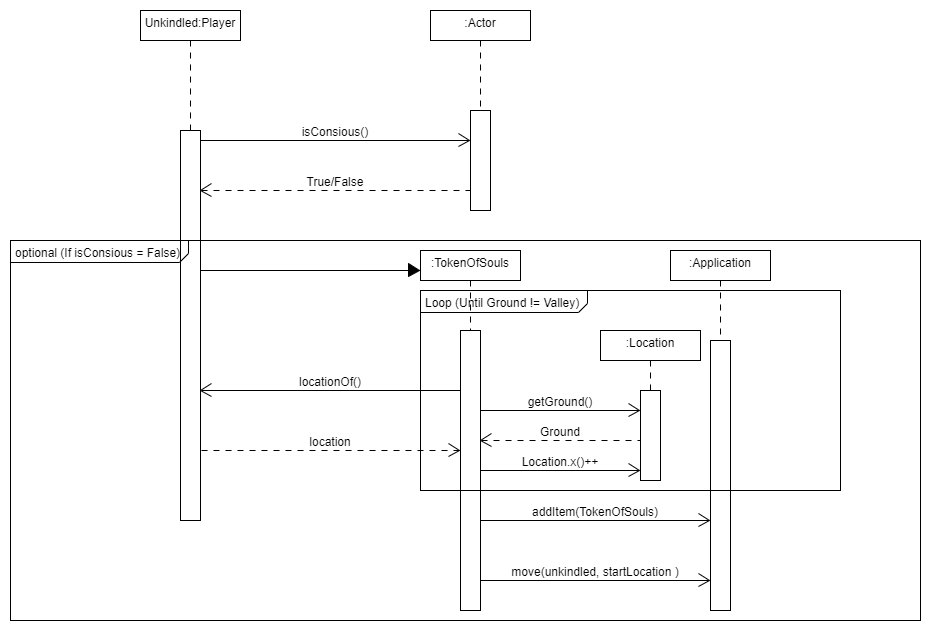 Unkindled:Player
:Actor
isConsious()
True/False
optional (If isConsious = False)
:TokenOfSouls
:Application
Loop (Until Ground != Valley)
:Location
locationOf()
getGround()
Ground
location
Location.x()++
addItem(TokenOfSouls)
move(unkindled, startLocation )